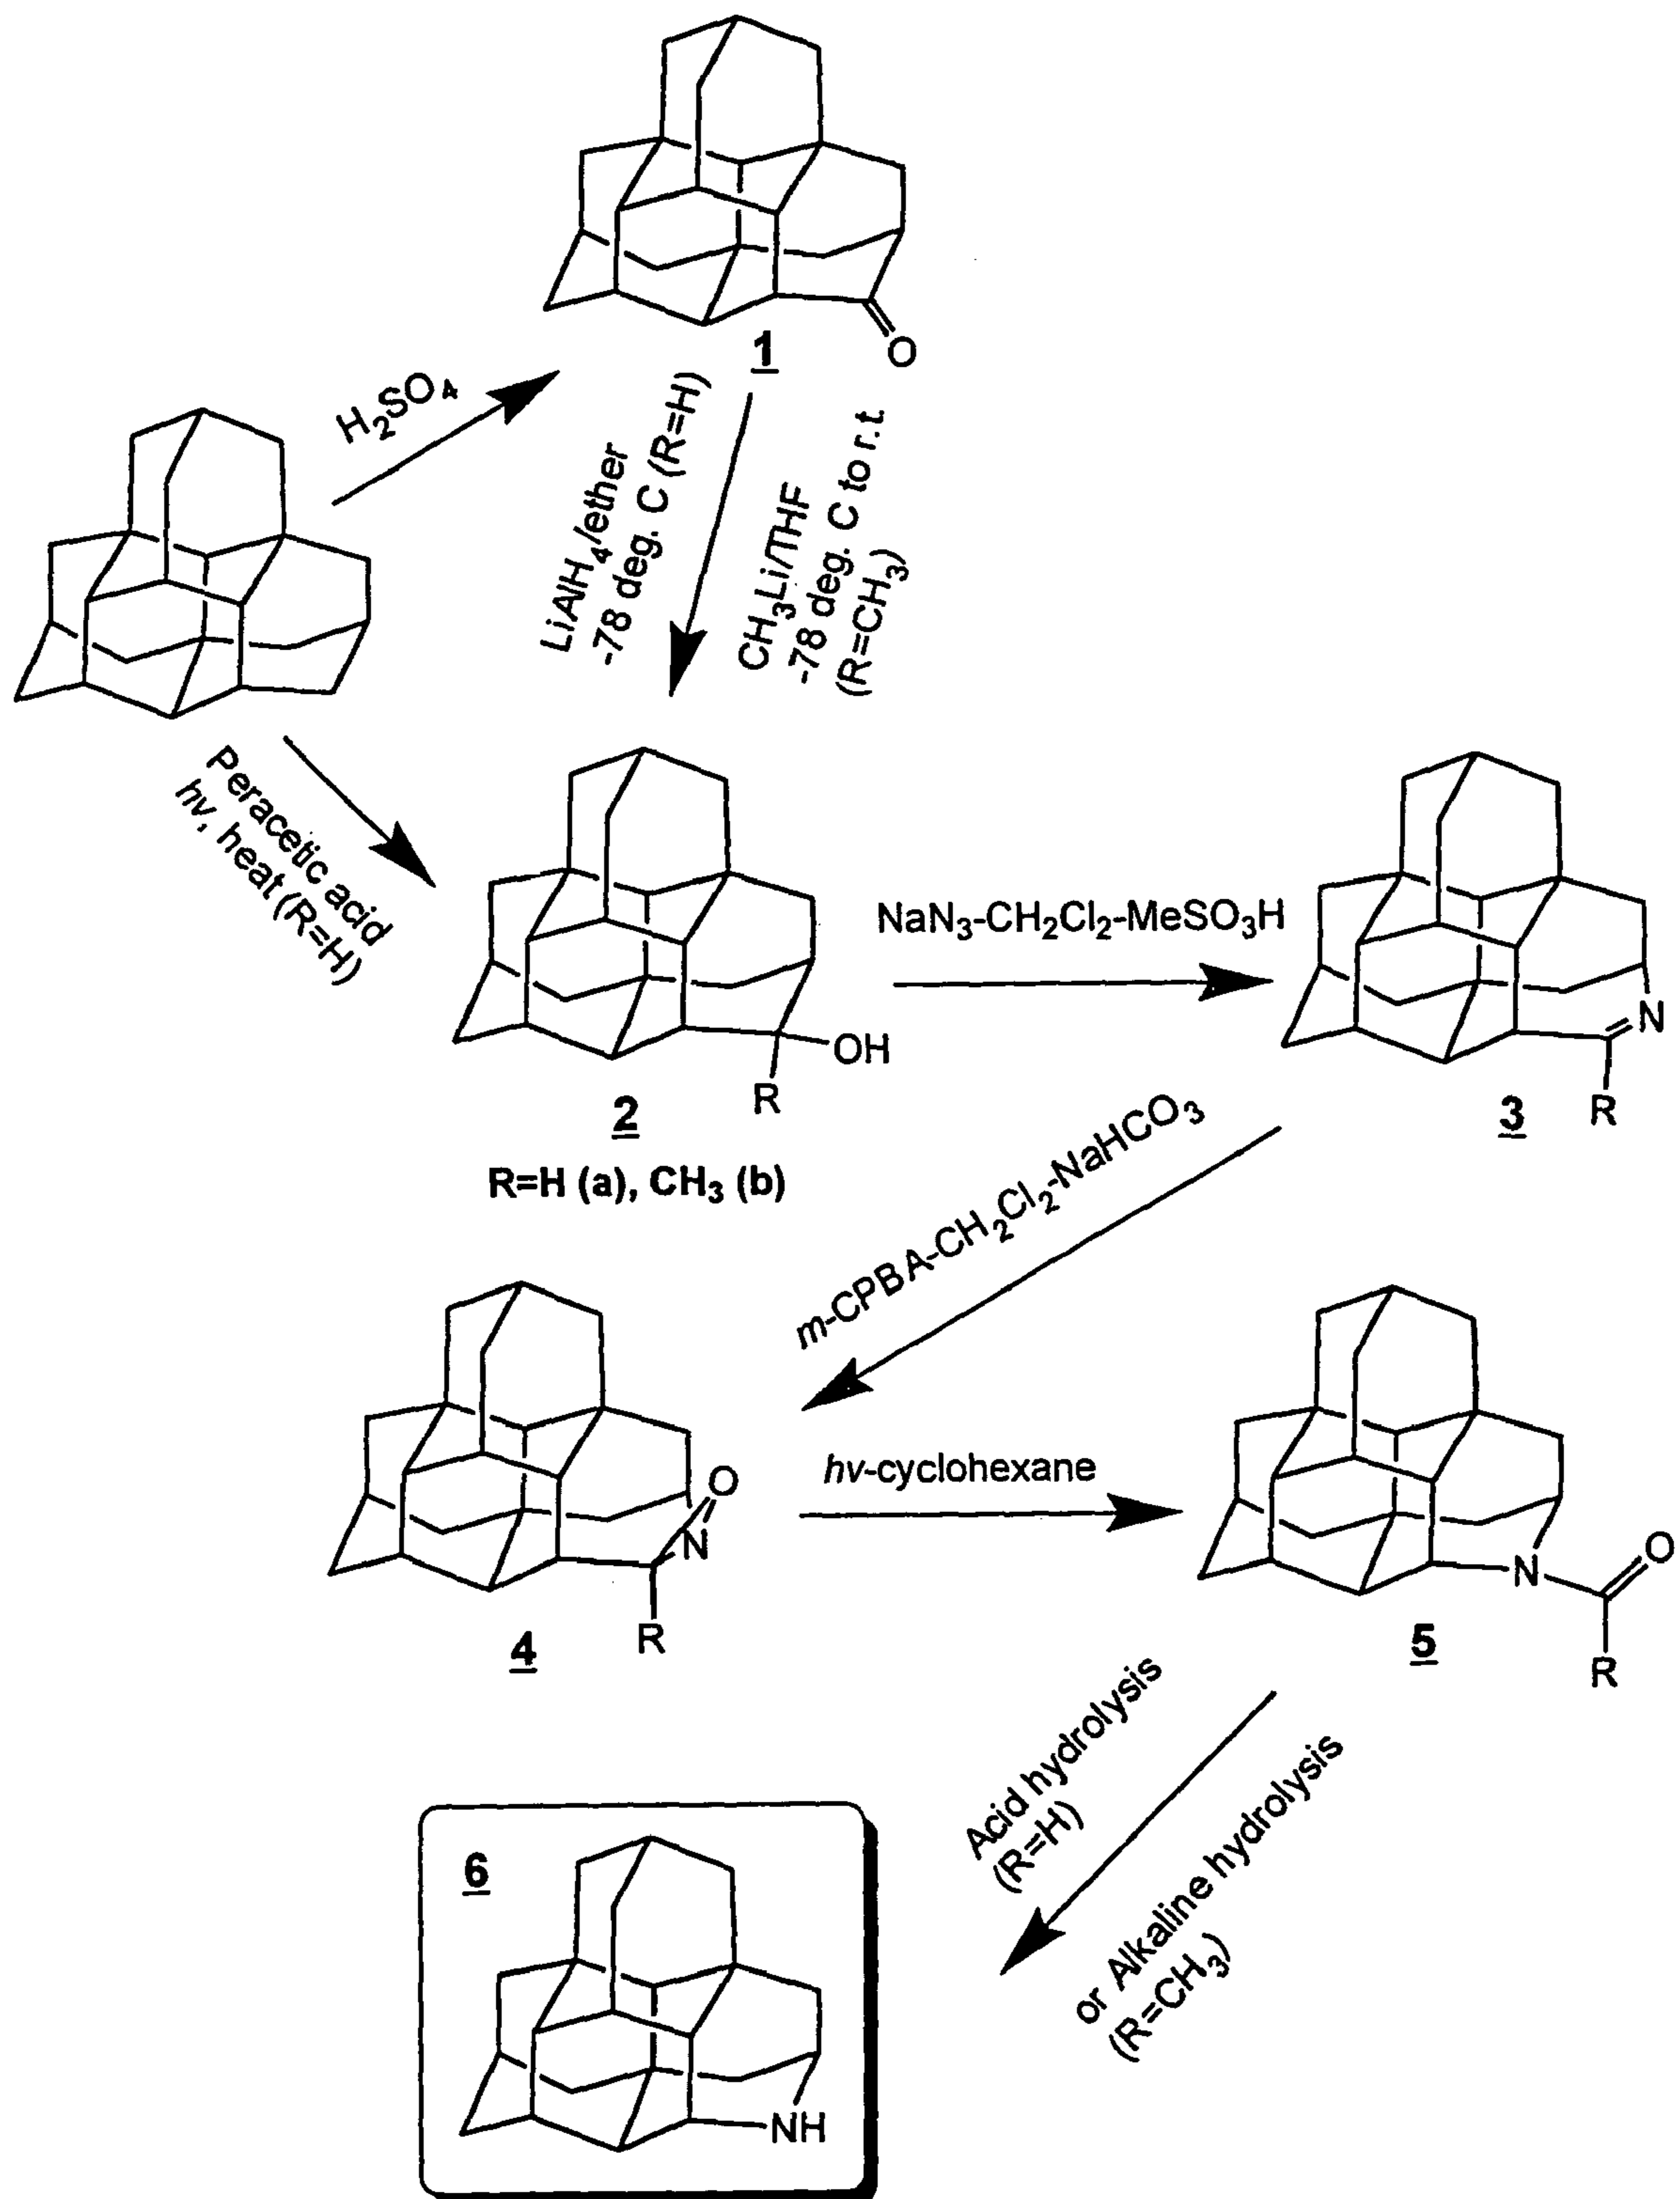 O
1
H₂SO₄
LiAlH₄/ether
-78 deg. C (R=H)
CH₃Li/THF
-78 deg. C to r.t.
(R=CH₃)
Peracetic acid
hv, heat (R=H)
OH
R
2
R=H (a), CH₃ (b)
NaN₃-CH₂Cl₂-MeSO₃H
N
R
3
m-CPBA-CH₂Cl₂-NaHCO₃
O
N
R
4
hv-cyclohexane
N
O
R
5
Acid hydrolysis
(R=H)
or Alkaline hydrolysis
(R=CH₃)
6
NH